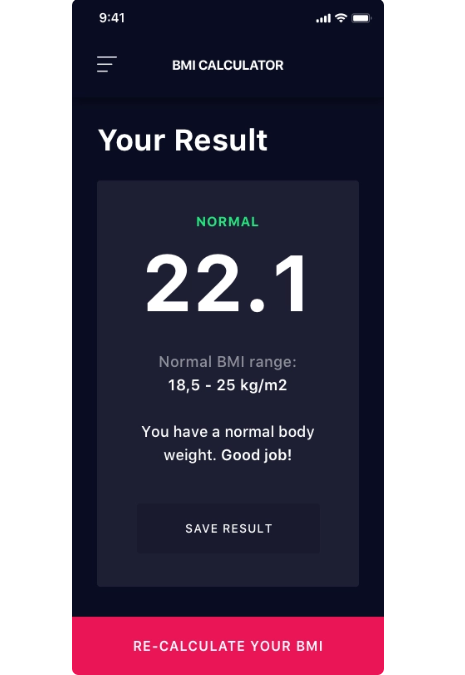 9:41
BMI CALCULATOR
Your Result
NORMAL
22.1
Normal BMI range:
18,5 - 25 kg/m2
You have a normal body
weight. Good job!
SAVE RESULT
RE-CALCULATE YOUR BMI